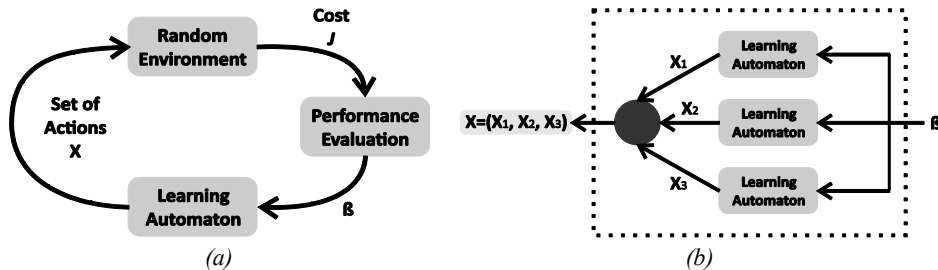 Random
Environment
Cost
J
Performance
Evaluation
ß
Learning
Automaton
Set of
Actions
X
(a)
Learning
Automaton
X1
Learning
Automaton
X2
X=(X1, X2, X3)
ß
Learning
Automaton
X3
(b)